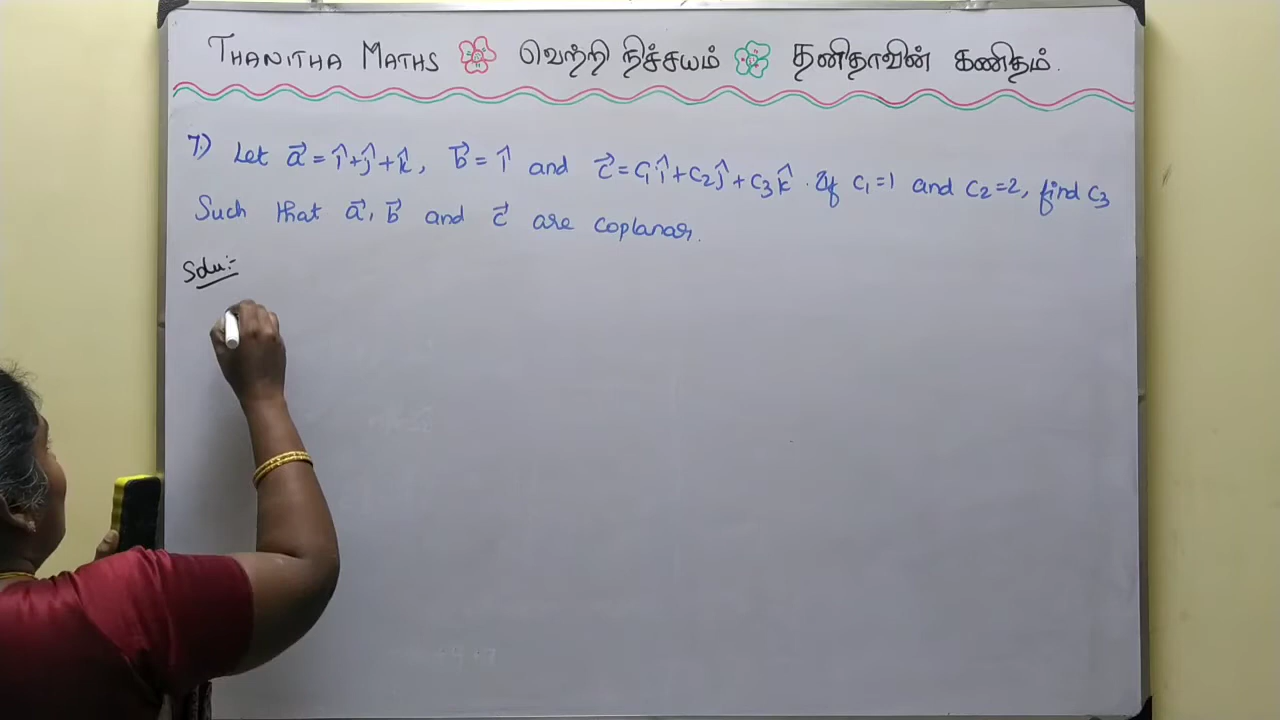 THANITHA MATHS வெற்றி நிச்சயம் தனிதாவின் கணிதம்.
7.) Let a⃗ = î+ĵ+k̂, b⃗ = î and c⃗ = c₁î+c₂ĵ+c₃k̂. If c₁=1 and c₂=2, find c₃
Such that a⃗, b⃗ and c⃗ are coplanar.
Solu:-